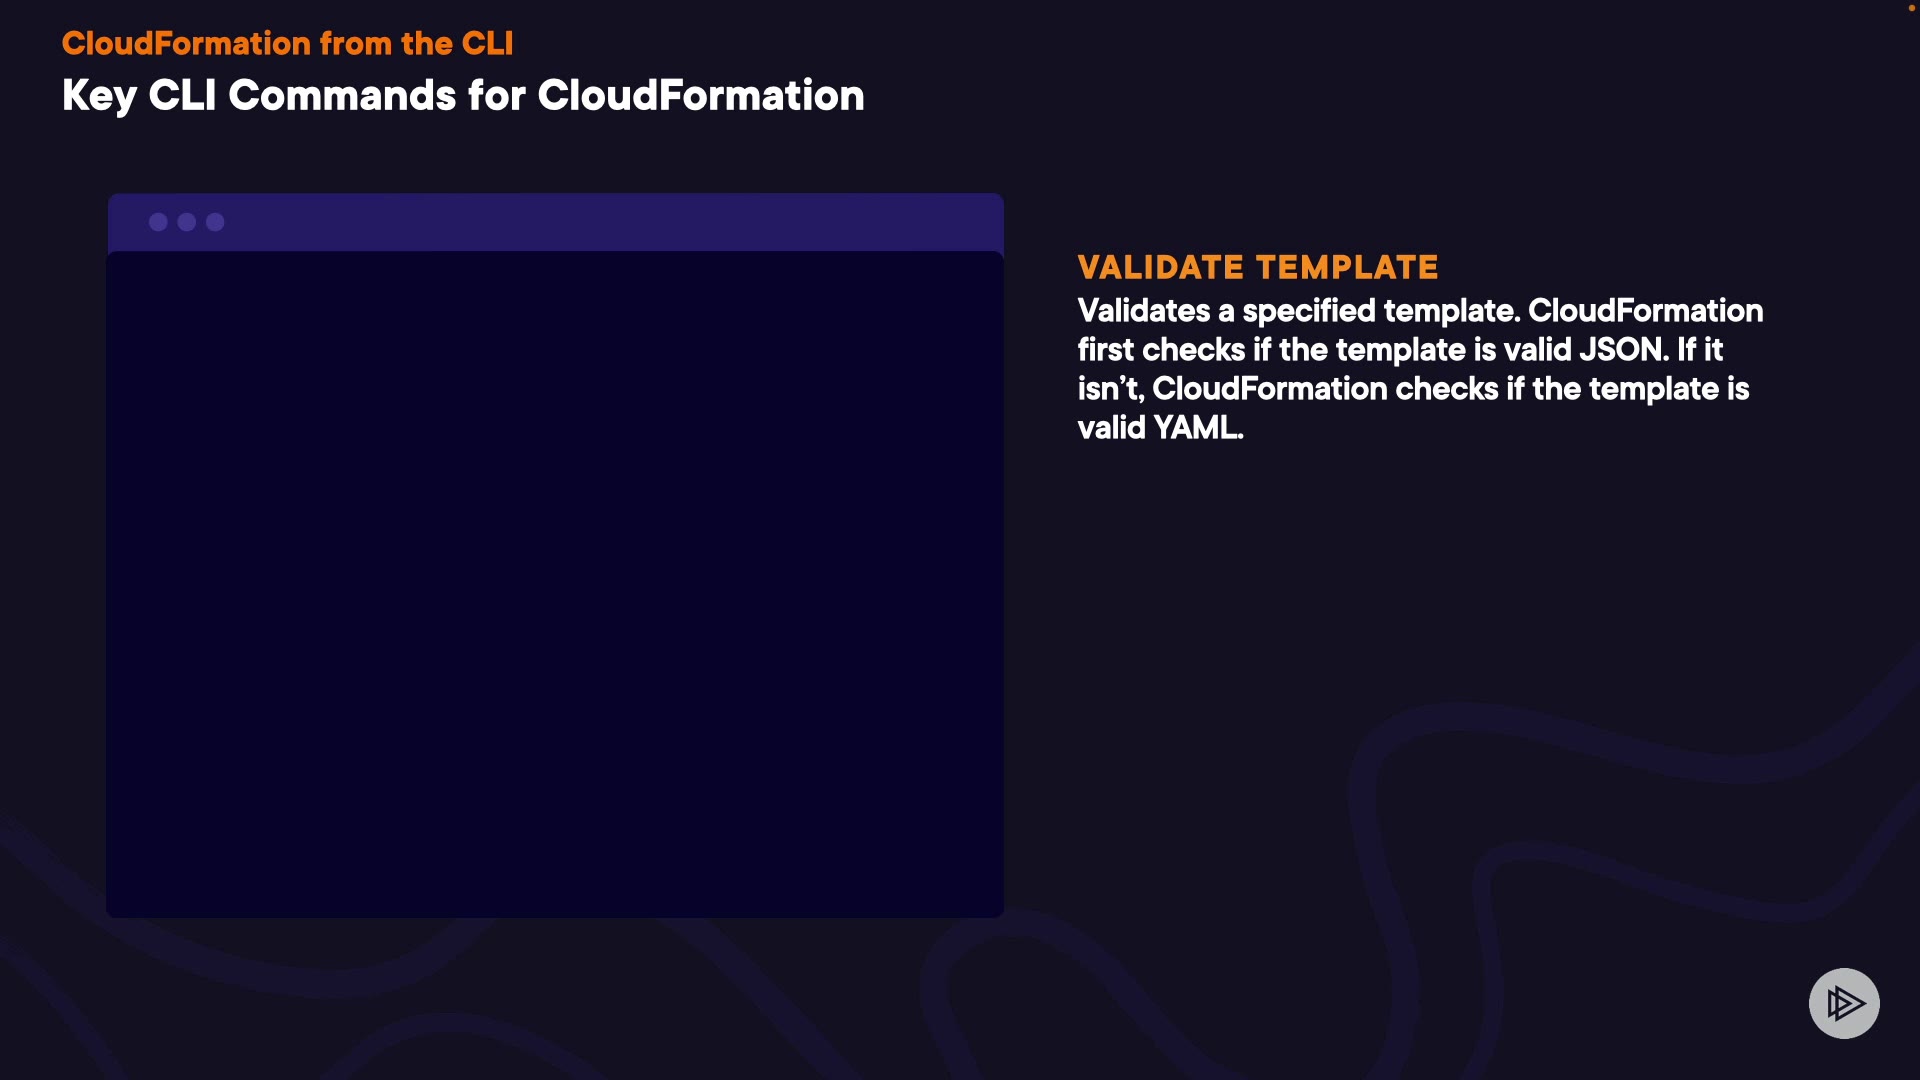 CloudFormation from the CLI
Key CLI Commands for CloudFormation
VALIDATE TEMPLATE
Validates a specified template. CloudFormation
first checks if the template is valid JSON. If it
isn’t, CloudFormation checks if the template is
valid YAML.